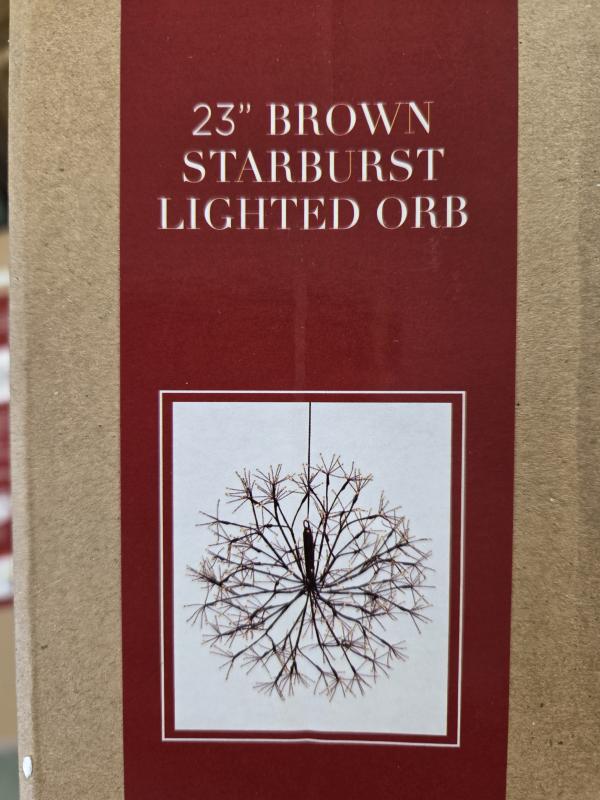 23” BROWN
STARBURST
LIGHTED ORB